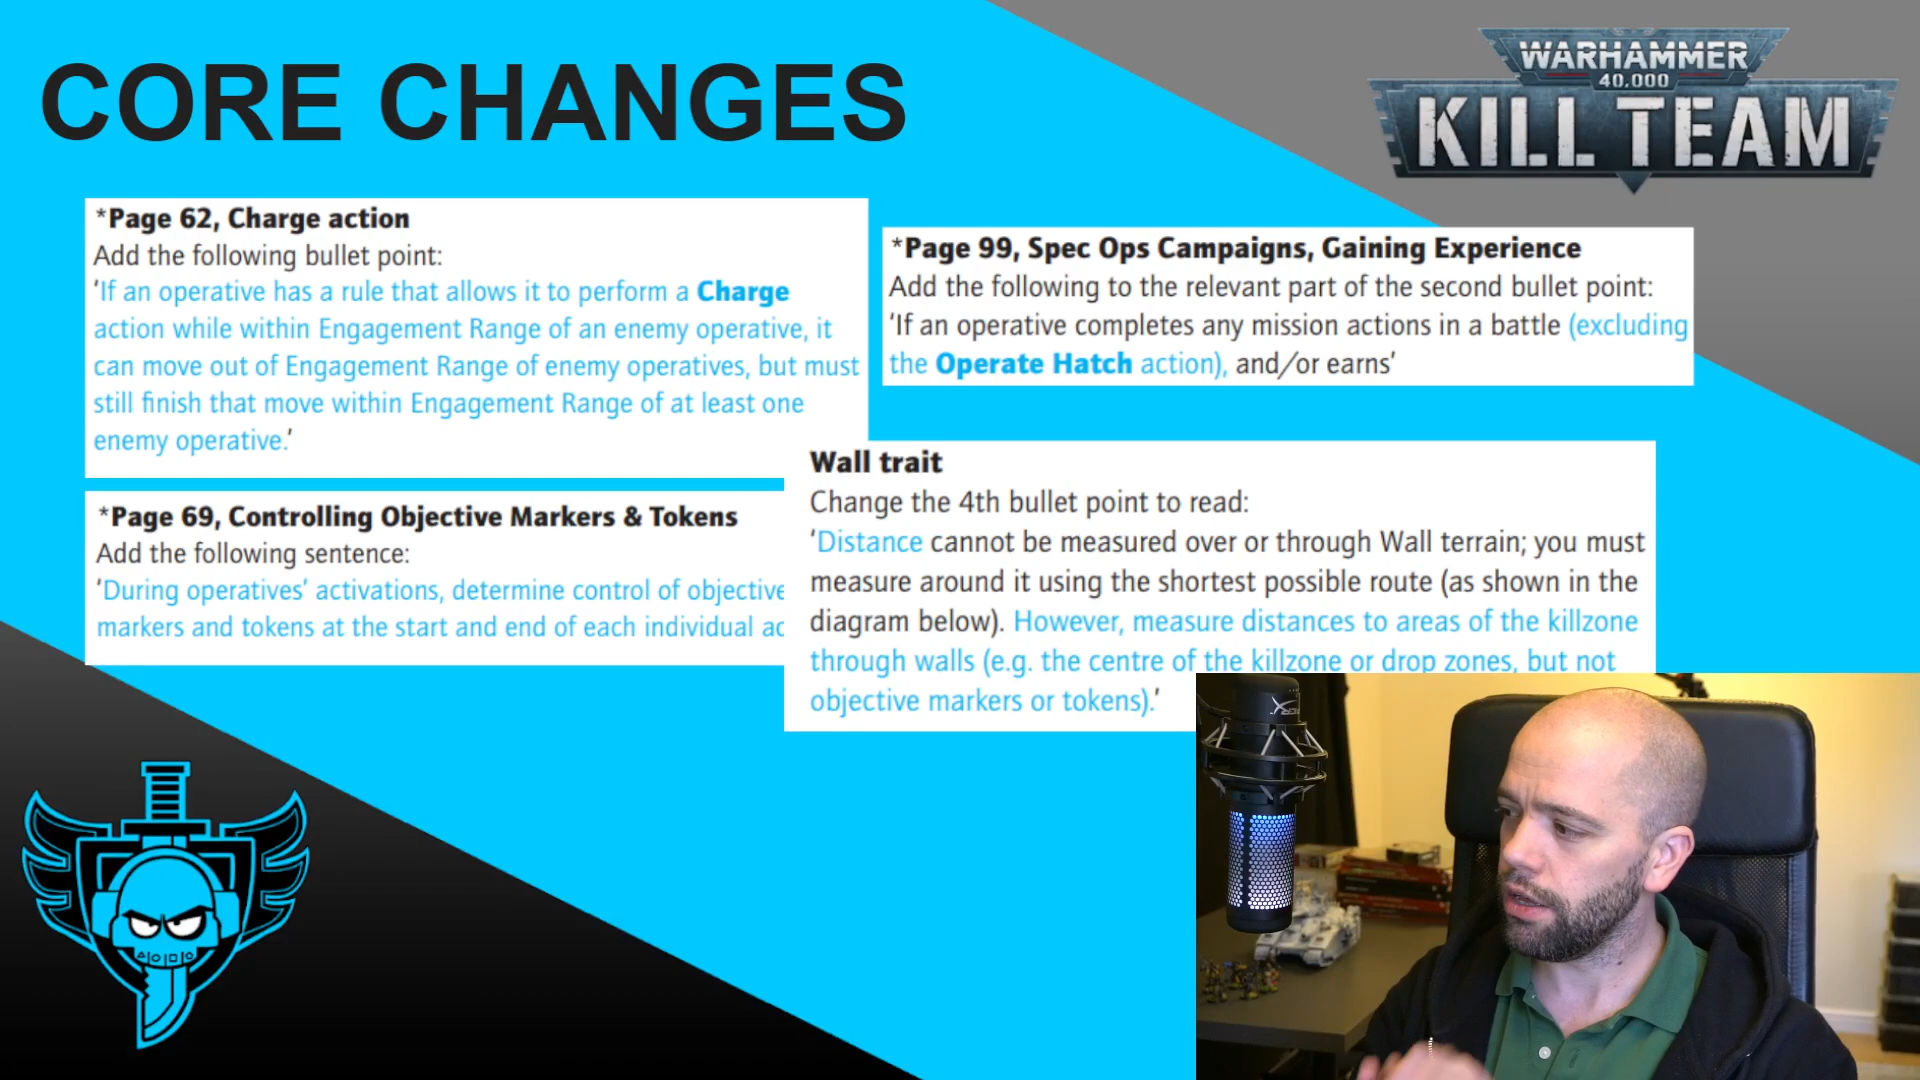 CORE CHANGES
WARHAMMER
40,000
KILL TEAM
*Page 62, Charge action
Add the following bullet point:
'If an operative has a rule that allows it to perform a Charge
action while within Engagement Range of an enemy operative, it
can move out of Engagement Range of enemy operatives, but must
still finish that move within Engagement Range of at least one
enemy operative.'
*Page 99, Spec Ops Campaigns, Gaining Experience
Add the following to the relevant part of the second bullet point:
'If an operative completes any mission actions in a battle (excluding
the Operate Hatch action), and/or earns'
*Page 69, Controlling Objective Markers & Tokens
Add the following sentence:
'During operatives' activations, determine control of objective
markers and tokens at the start and end of each individual ac
Wall trait
Change the 4th bullet point to read:
'Distance cannot be measured over or through Wall terrain; you must
measure around it using the shortest possible route (as shown in the
diagram below). However, measure distances to areas of the killzone
through walls (e.g. the centre of the killzone or drop zones, but not
objective markers or tokens).'